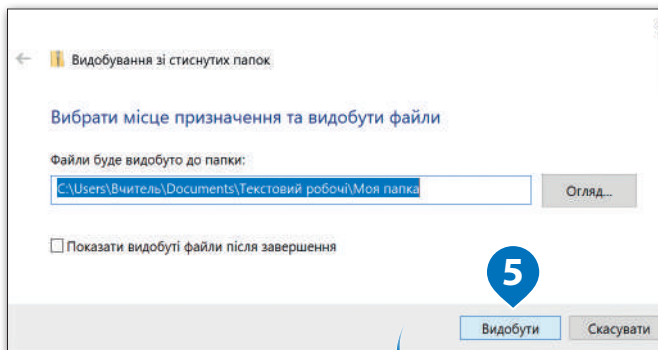 Видобування зі стиснутих папок
Вибрати місце призначення та видобути файли
Файли буде видобуто до папки:
C:\Users\Вчитель\Documents\Текстовий робочі\Моя папка
Огляд...
Показати видобуті файли після завершення
5
Видобути
Скасувати